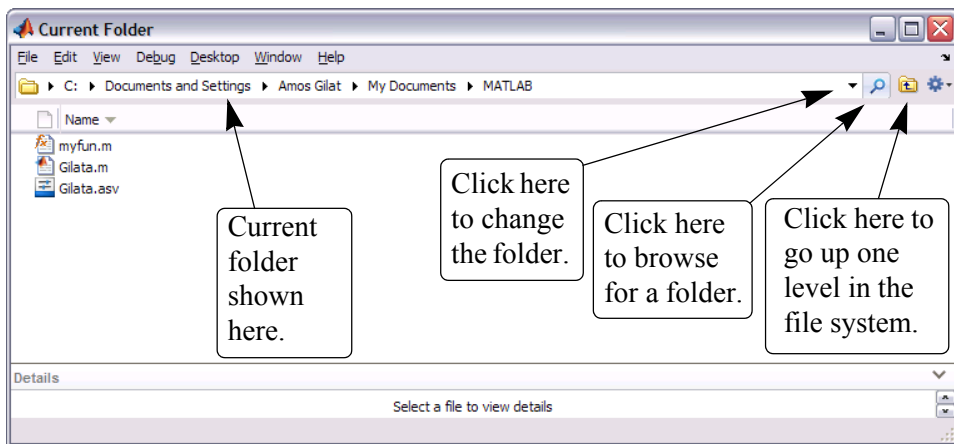 Current Folder
File Edit View Debug Desktop Window Help
C: Documents and Settings Amos Gilat My Documents MATLAB
Name
myfun.m
Gilata.m
Gilata.asv
Current
folder
shown
here.
Click here
to change
the folder.
Click here
to browse
for a folder.
Click here to
go up one
level in the
file system.
Details
Select a file to view details